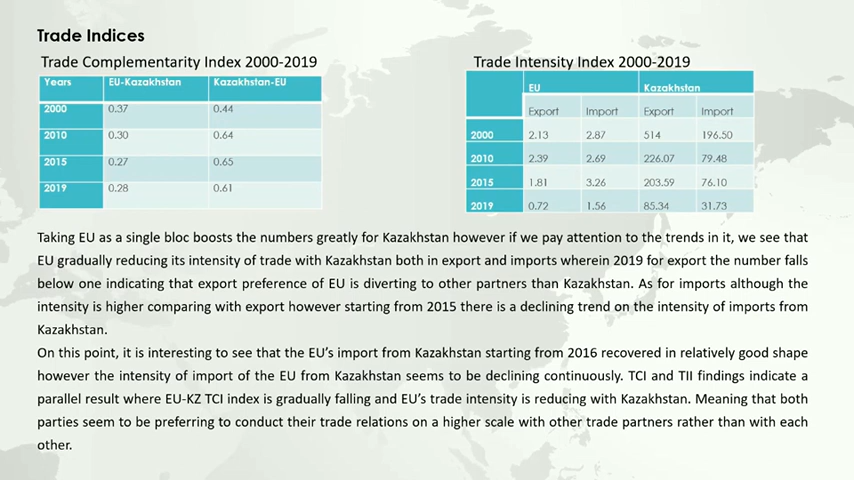 Trade Indices
Trade Complementarity Index 2000-2019
Years EU-Kazakhstan Kazakhstan-EU
2000 0.37 0.44
2010 0.30 0.64
2015 0.27 0.65
2019 0.28 0.61
Trade Intensity Index 2000-2019
EU Kazakhstan
Export Import Export Import
2000 2.13 2.87 514 196.50
2010 2.39 2.69 226.07 79.48
2015 1.81 3.26 203.59 76.10
2019 0.72 1.56 85.34 31.73
Taking EU as a single bloc boosts the numbers greatly for Kazakhstan however if we pay attention to the trends in it, we see that
EU gradually reducing its intensity of trade with Kazakhstan both in export and imports wherein 2019 for export the number falls
below one indicating that export preference of EU is diverting to other partners than Kazakhstan. As for imports although the
intensity is higher comparing with export however starting from 2015 there is a declining trend on the intensity of imports from
Kazakhstan.
On this point, it is interesting to see that the EU's import from Kazakhstan starting from 2016 recovered in relatively good shape
however the intensity of import of the EU from Kazakhstan seems to be declining continuously. TCI and TII findings indicate a
parallel result where EU-KZ TCI index is gradually falling and EU's trade intensity is reducing with Kazakhstan. Meaning that both
parties seem to be preferring to conduct their trade relations on a higher scale with other trade partners rather than with each
other.